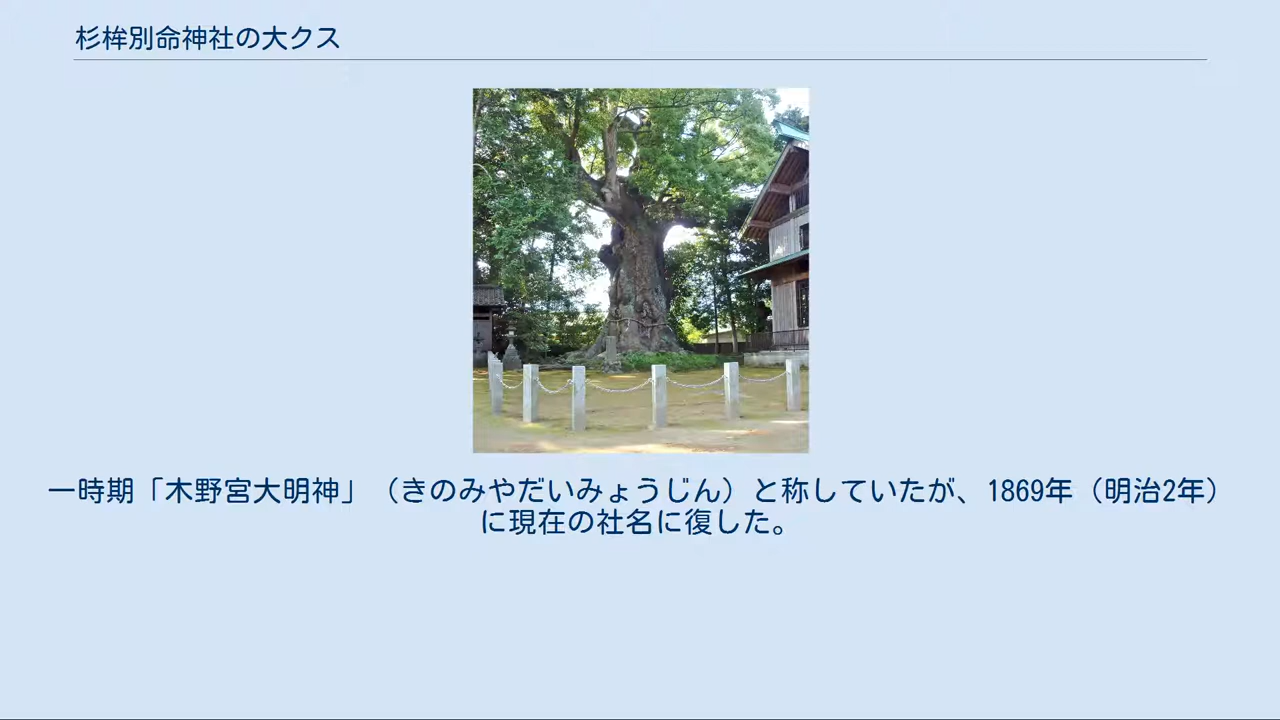 杉桙別命神社の大クス
一時期「木野宮大明神」（きのみやだいみょうじん）と称していたが、1869年（明治2年）
に現在の社名に復した。